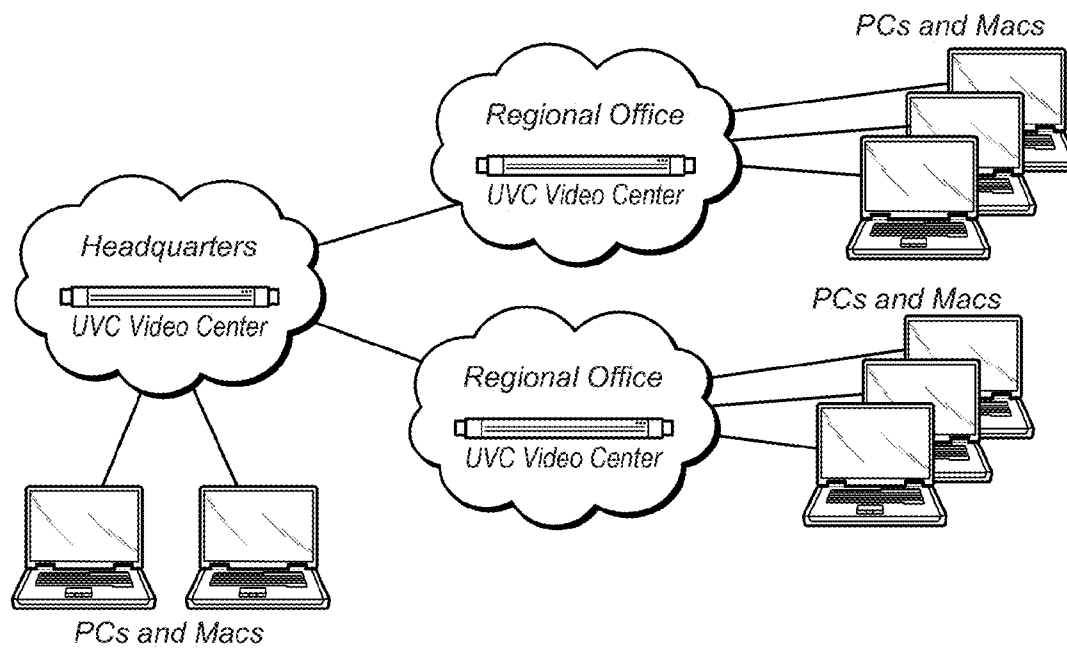 PCs and Macs
Regional Office
UVC Video Center
Headquarters
UVC Video Center
PCs and Macs
Regional Office
UVC Video Center
PCs and Macs